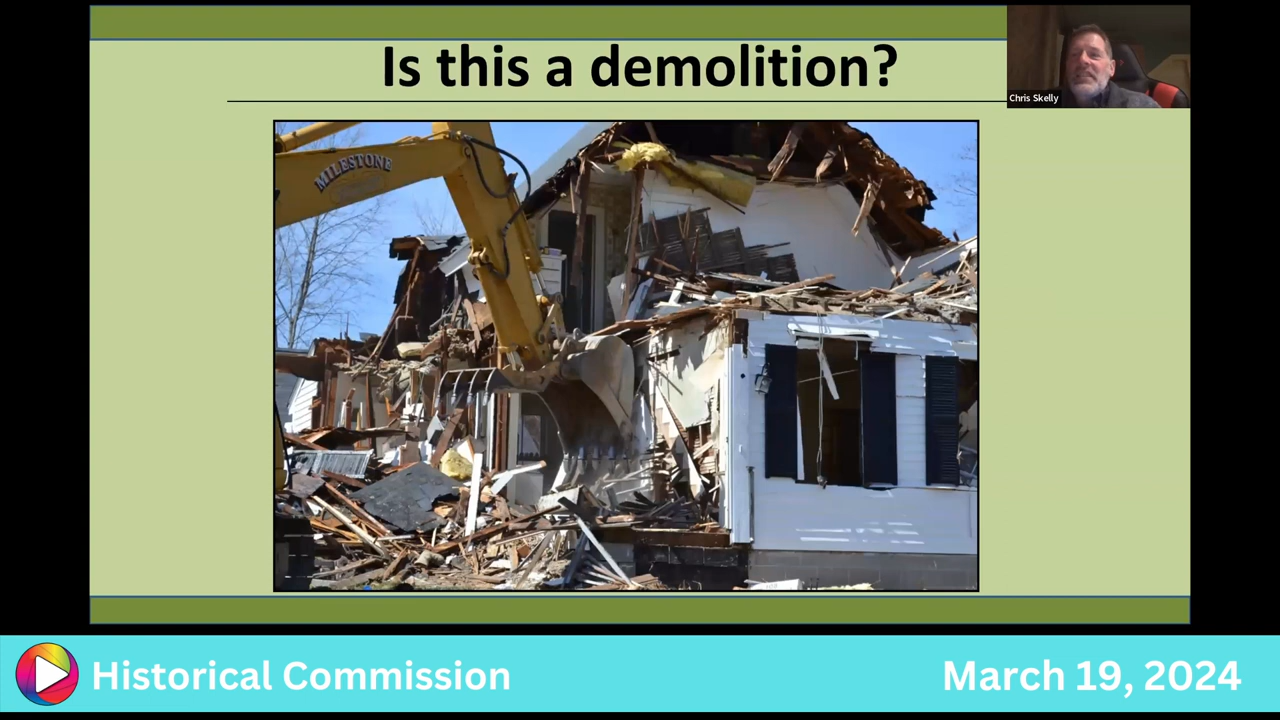 Is this a demolition?
Chris Skelly
MILESTONE
Historical Commission
March 19, 2024